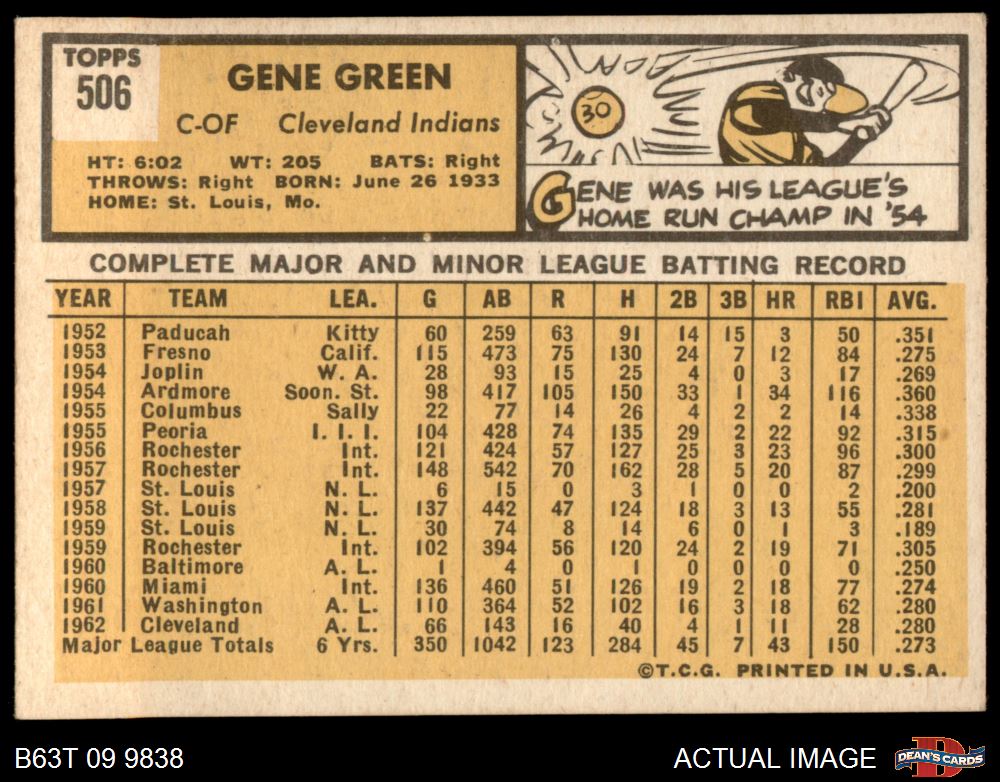 TOPPS
506
GENE GREEN
C-OF Cleveland Indians
HT: 6:02 WT: 205 BATS: Right
THROWS: Right BORN: June 26 1933
HOME: St. Louis, Mo.
30
GENE WAS HIS LEAGUE'S
HOME RUN CHAMP IN '54
COMPLETE MAJOR AND MINOR LEAGUE BATTING RECORD
YEAR TEAM LEA. G AB R H 2B 3B HR RBI AVG.
1952 Paducah Kitty 60 259 63 91 14 15 3 50 .351
1953 Fresno Calif. 115 473 75 130 24 7 12 84 .275
1954 Joplin W. A. 28 93 15 25 4 0 3 17 .269
1954 Ardmore Soon. St. 98 417 105 150 33 1 34 116 .360
1955 Columbus Sally 22 77 14 26 4 2 2 14 .338
1955 Peoria I. I. I. 104 428 74 135 29 2 22 92 .315
1956 Rochester Int. 121 424 57 127 25 3 23 96 .300
1957 Rochester Int. 148 542 70 162 28 5 20 87 .299
1957 St. Louis N. L. 6 15 0 3 1 0 0 2 .200
1958 St. Louis N. L. 137 442 47 124 18 3 13 55 .281
1959 St. Louis N. L. 30 74 8 14 6 0 1 3 .189
1959 Rochester Int. 102 394 56 120 24 2 19 71 .305
1960 Baltimore A. L. 1 4 0 1 0 0 0 0 .250
1960 Miami Int. 136 460 51 126 19 2 18 77 .274
1961 Washington A. L. 110 364 52 102 16 3 18 62 .280
1962 Cleveland A. L. 66 143 16 40 4 1 11 28 .280
Major League Totals 6 Yrs. 350 1042 123 284 45 7 43 150 .273
©T.C.G. PRINTED IN U.S.A.
B63T 09 9838 ACTUAL IMAGE
D
DEAN'S CARDS